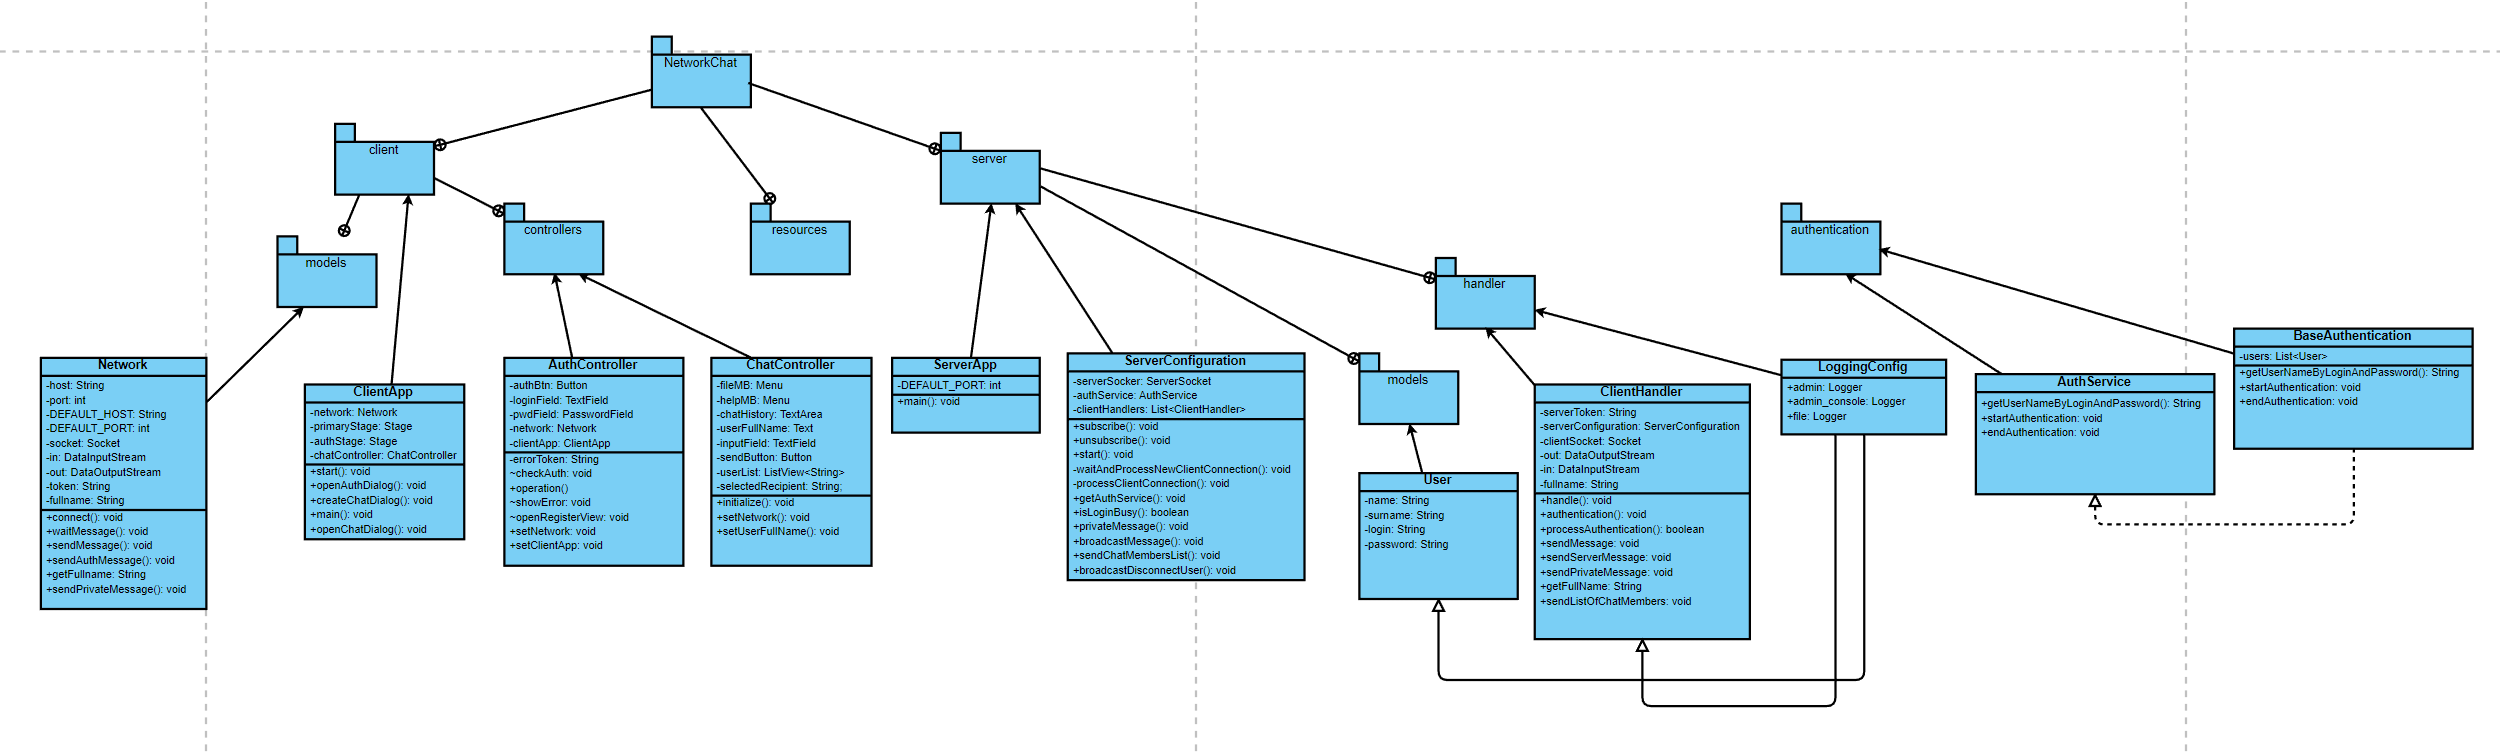 NetworkChat
client
server
models
controllers
resources
handler
authentication
models
Network
-host: String
-port: int
-DEFAULT_HOST: String
-DEFAULT_PORT: int
-socket: Socket
-in: DataInputStream
-out: DataOutputStream
-token: String
-fullname: String
+connect(): void
+waitMessage(): void
+sendMessage(): void
+sendAuthMessage(): void
+getFullname: String
+sendPrivateMessage(): void
ClientApp
-network: Network
-primaryStage: Stage
-authStage: Stage
-chatController: ChatController
+start(): void
+openAuthDialog(): void
+createChatDialog(): void
+main(): void
+openChatDialog(): void
AuthController
-authBtn: Button
-loginField: TextField
-pwdField: PasswordField
-network: Network
-clientApp: ClientApp
-errorToken: String
~checkAuth: void
+operation()
~showError: void
~openRegisterView: void
+setNetwork: void
+setClientApp: void
ChatController
-fileMB: Menu
-helpMB: Menu
-chatHistory: TextArea
-userFullName: Text
-inputField: TextField
-sendButton: Button
-userList: ListView<String>
-selectedRecipient: String;
+initialize(): void
+setNetwork(): void
+setUserFullName(): void
ServerApp
-DEFAULT_PORT: int
+main(): void
ServerConfiguration
-serverSocker: ServerSocket
-authService: AuthService
-clientHandlers: List<ClientHandler>
+subscribe(): void
+unsubscribe(): void
+start(): void
-waitAndProcessNewClientConnection(): void
-processClientConnection(): void
+getAuthService(): void
+isLoginBusy(): boolean
+privateMessage(): void
+broadcastMessage(): void
+sendChatMembersList(): void
+broadcastDisconnectUser(): void
User
-name: String
-surname: String
-login: String
-password: String
ClientHandler
-serverToken: String
-serverConfiguration: ServerConfiguration
-clientSocket: Socket
-out: DataOutputStream
-in: DataInputStream
-fullname: String
+handle(): void
+authentication(): void
+processAuthentication(): boolean
+sendMessage: void
+sendServerMessage: void
+sendPrivateMessage: void
+getFullName: String
+sendListOfChatMembers: void
LoggingConfig
+admin: Logger
+admin_console: Logger
+file: Logger
AuthService
+getUserNameByLoginAndPassword(): String
+startAuthentication: void
+endAuthentication: void
BaseAuthentication
-users: List<User>
+getUserNameByLoginAndPassword(): String
+startAuthentication: void
+endAuthentication: void